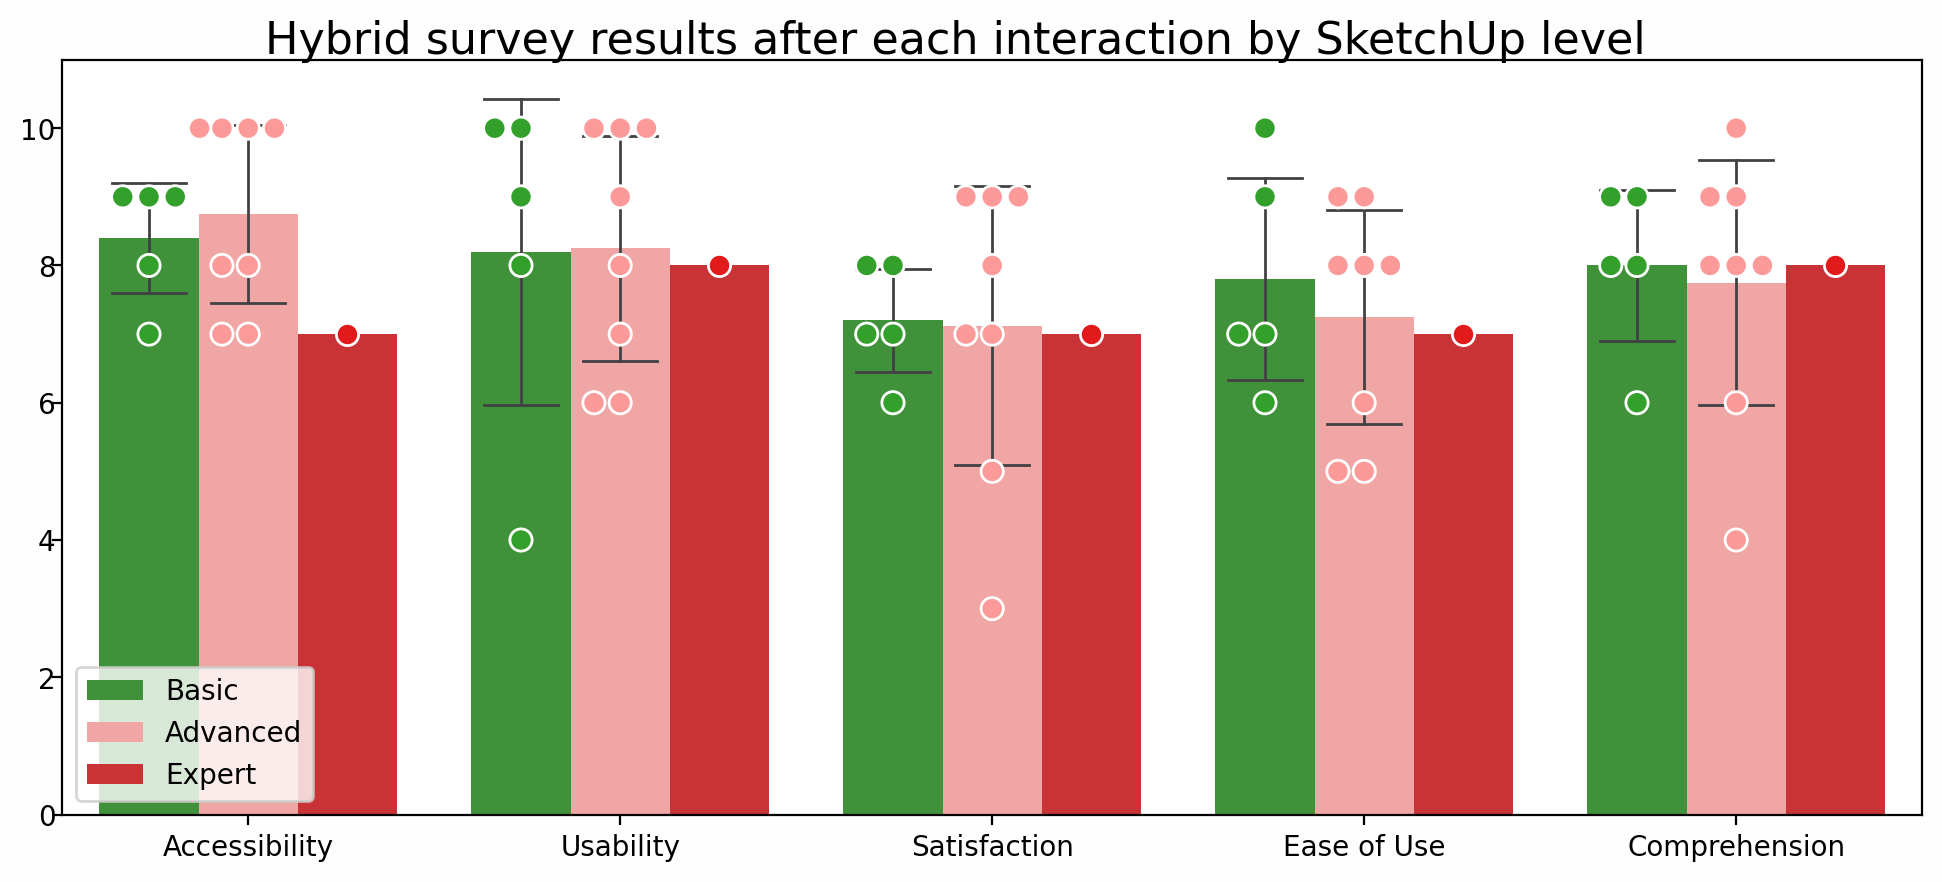 Hybrid survey results after each interaction by SketchUp level
10
8
6
4
2
0
Basic
Advanced
Expert
Accessibility
Usability
Satisfaction
Ease of Use
Comprehension